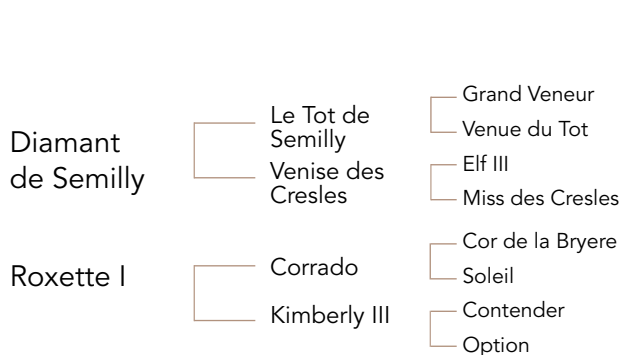 Diamant
de Semilly
Le Tot de
Semilly
Venise des
Cresles
Grand Veneur
Venue du Tot
Elf III
Miss des Cresles
Roxette I
Corrado
Kimberly III
Cor de la Bryere
Soleil
Contender
Option